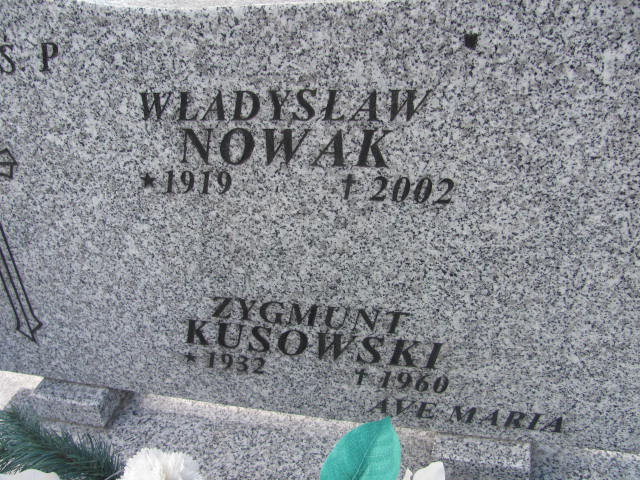 Ś P
WŁADYSŁAW
NOWAK
★ 1919 † 2002
ZYGMUNT
KUSOWSKI
★ 1932 † 1960
AVE MARIA